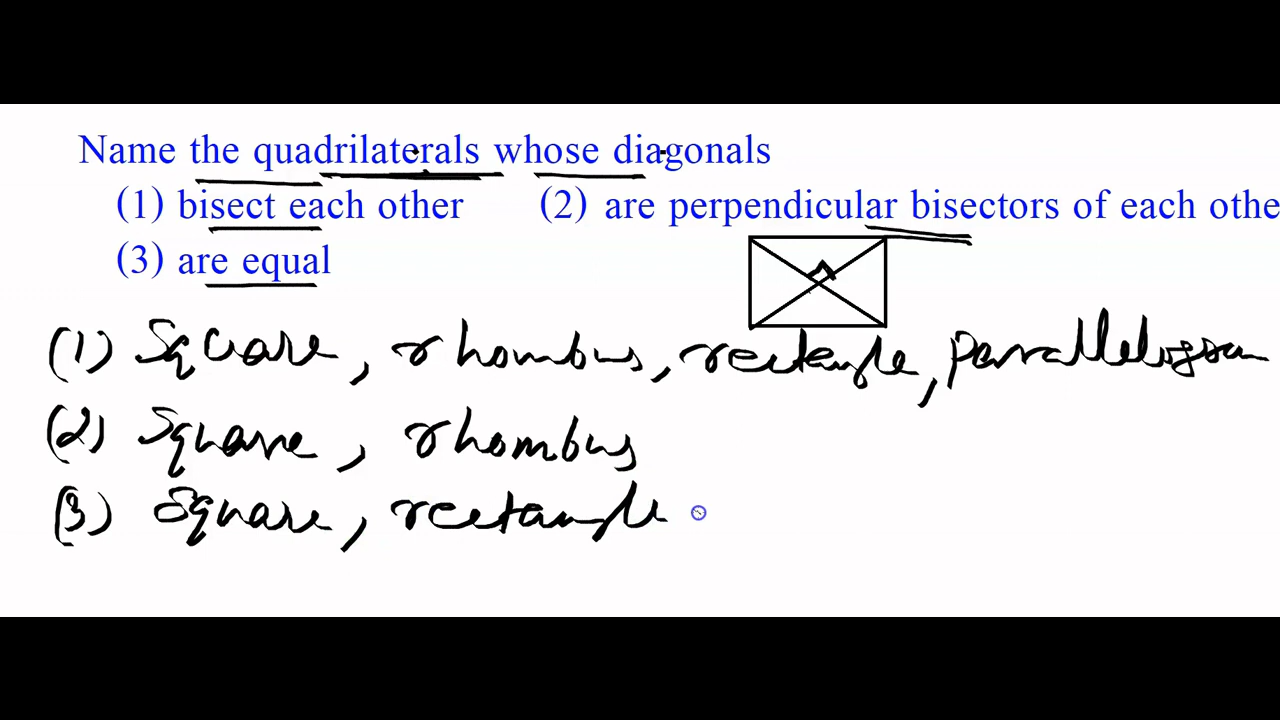 Name the quadrilaterals whose diagonals
(1) bisect each other (2) are perpendicular bisectors of each othe
(3) are equal
(1) Square, rhombus, rectangle, parallelogram
(2) Square, rhombus
(3) Square, rectangle